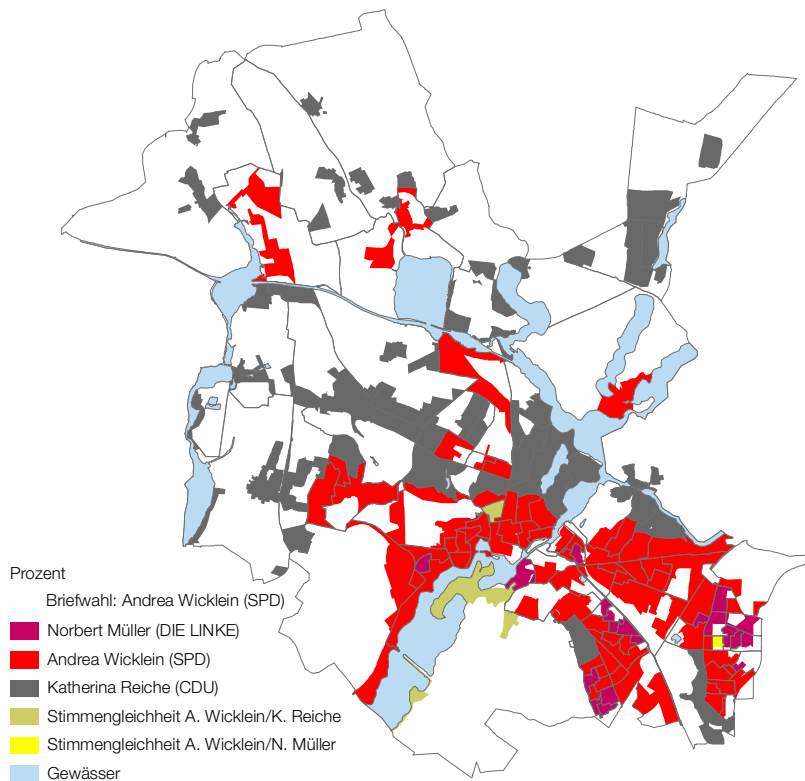 Prozent
Briefwahl: Andrea Wicklein (SPD)
Norbert Müller (DIE LINKE)
Andrea Wicklein (SPD)
Katherina Reiche (CDU)
Stimmengleichheit A. Wicklein/K. Reiche
Stimmengleichheit A. Wicklein/N. Müller
Gewässer